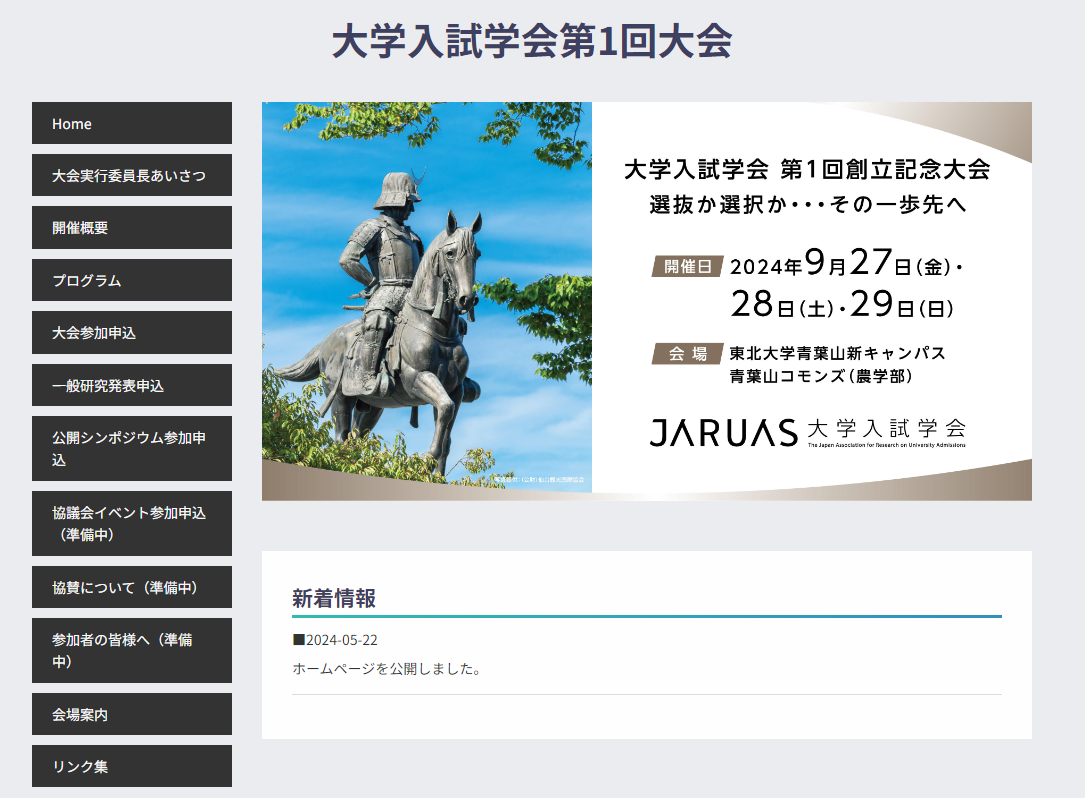 大学入試学会第1回大会
Home
大会実行委員長あいさつ
開催概要
プログラム
大会参加申込
一般研究発表申込
公開シンポジウム参加申
込
協議会イベント参加申込
（準備中）
協賛について（準備中）
参加者の皆様へ（準備
中）
会場案内
リンク集
大学入試学会 第1回創立記念大会
選抜か選択か・・・その一歩先へ
開催日 2024年9月27日（金）・
28日（土）・29日（日）
会 場 東北大学青葉山新キャンパス
青葉山コモンズ（農学部）
JARUAS 大学入試学会
The Japan Association for Research on University Admissions
新着情報
■2024-05-22
ホームページを公開しました。